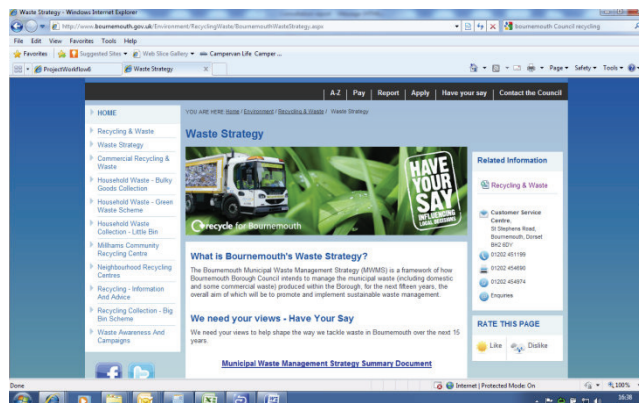 Waste Strategy - Windows Internet Explorer
http://www.bournemouth.gov.uk/Environment/RecyclingWaste/BournemouthWasteStrategy.aspx
bournemouth Council recycling
File Edit View Favorites Tools Help
Favorites Suggested Sites Web Slice Gallery Campervan Life Camper ...
ProjectWorkflow6 Waste Strategy X
Page Safety Tools
A-Z | Pay | Report | Apply | Have your say | Contact the Council
HOME
Recycling & Waste
Waste Strategy
Commercial Recycling &
Waste
Household Waste - Bulky
Goods Collection
Household Waste - Green
Waste Scheme
Household Waste
Collection - Little Bin
Millhams Community
Recycling Centre
Neighbourhood Recycling
Centres
Recycling - Information
And Advice
Recycling Collection - Big
Bin Scheme
Waste Awareness And
Campaigns
YOU ARE HERE: Home / Environment / Recycling & Waste / Waste Strategy
Waste Strategy
recycle for Bournemouth
HAVE
YOUR
SAY
INFLUENCING
LOCAL DECISIONS
What is Bournemouth's Waste Strategy?
The Bournemouth Municipal Waste Management Strategy (MWMS) is a framework of how
Bournemouth Borough Council intends to manage the municipal waste (including domestic
and some commercial waste) produced within the Borough, for the next fifteen years, the
overall aim of which will be to promote and implement sustainable waste management.
We need your views - Have Your Say
We need your views to help shape the way we tackle waste in Bournemouth over the next 15
years.
Municipal Waste Management Strategy Summary Document
Related Information
Recycling & Waste
Customer Service
Centre,
St Stephens Road,
Bournemouth, Dorset
BH2 6DY
01202 451199
01202 454690
01202 454974
Enquiries
RATE THIS PAGE
Like Dislike
Done
Internet | Protected Mode: On
100%
16:38